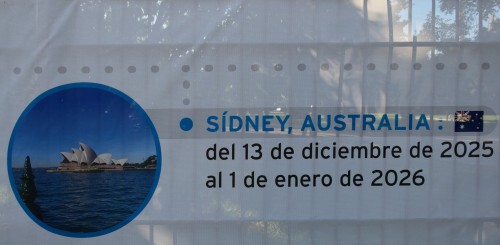 SÍDNEY, AUSTRALIA .
del 13 de diciembre de 2025
al 1 de enero de 2026